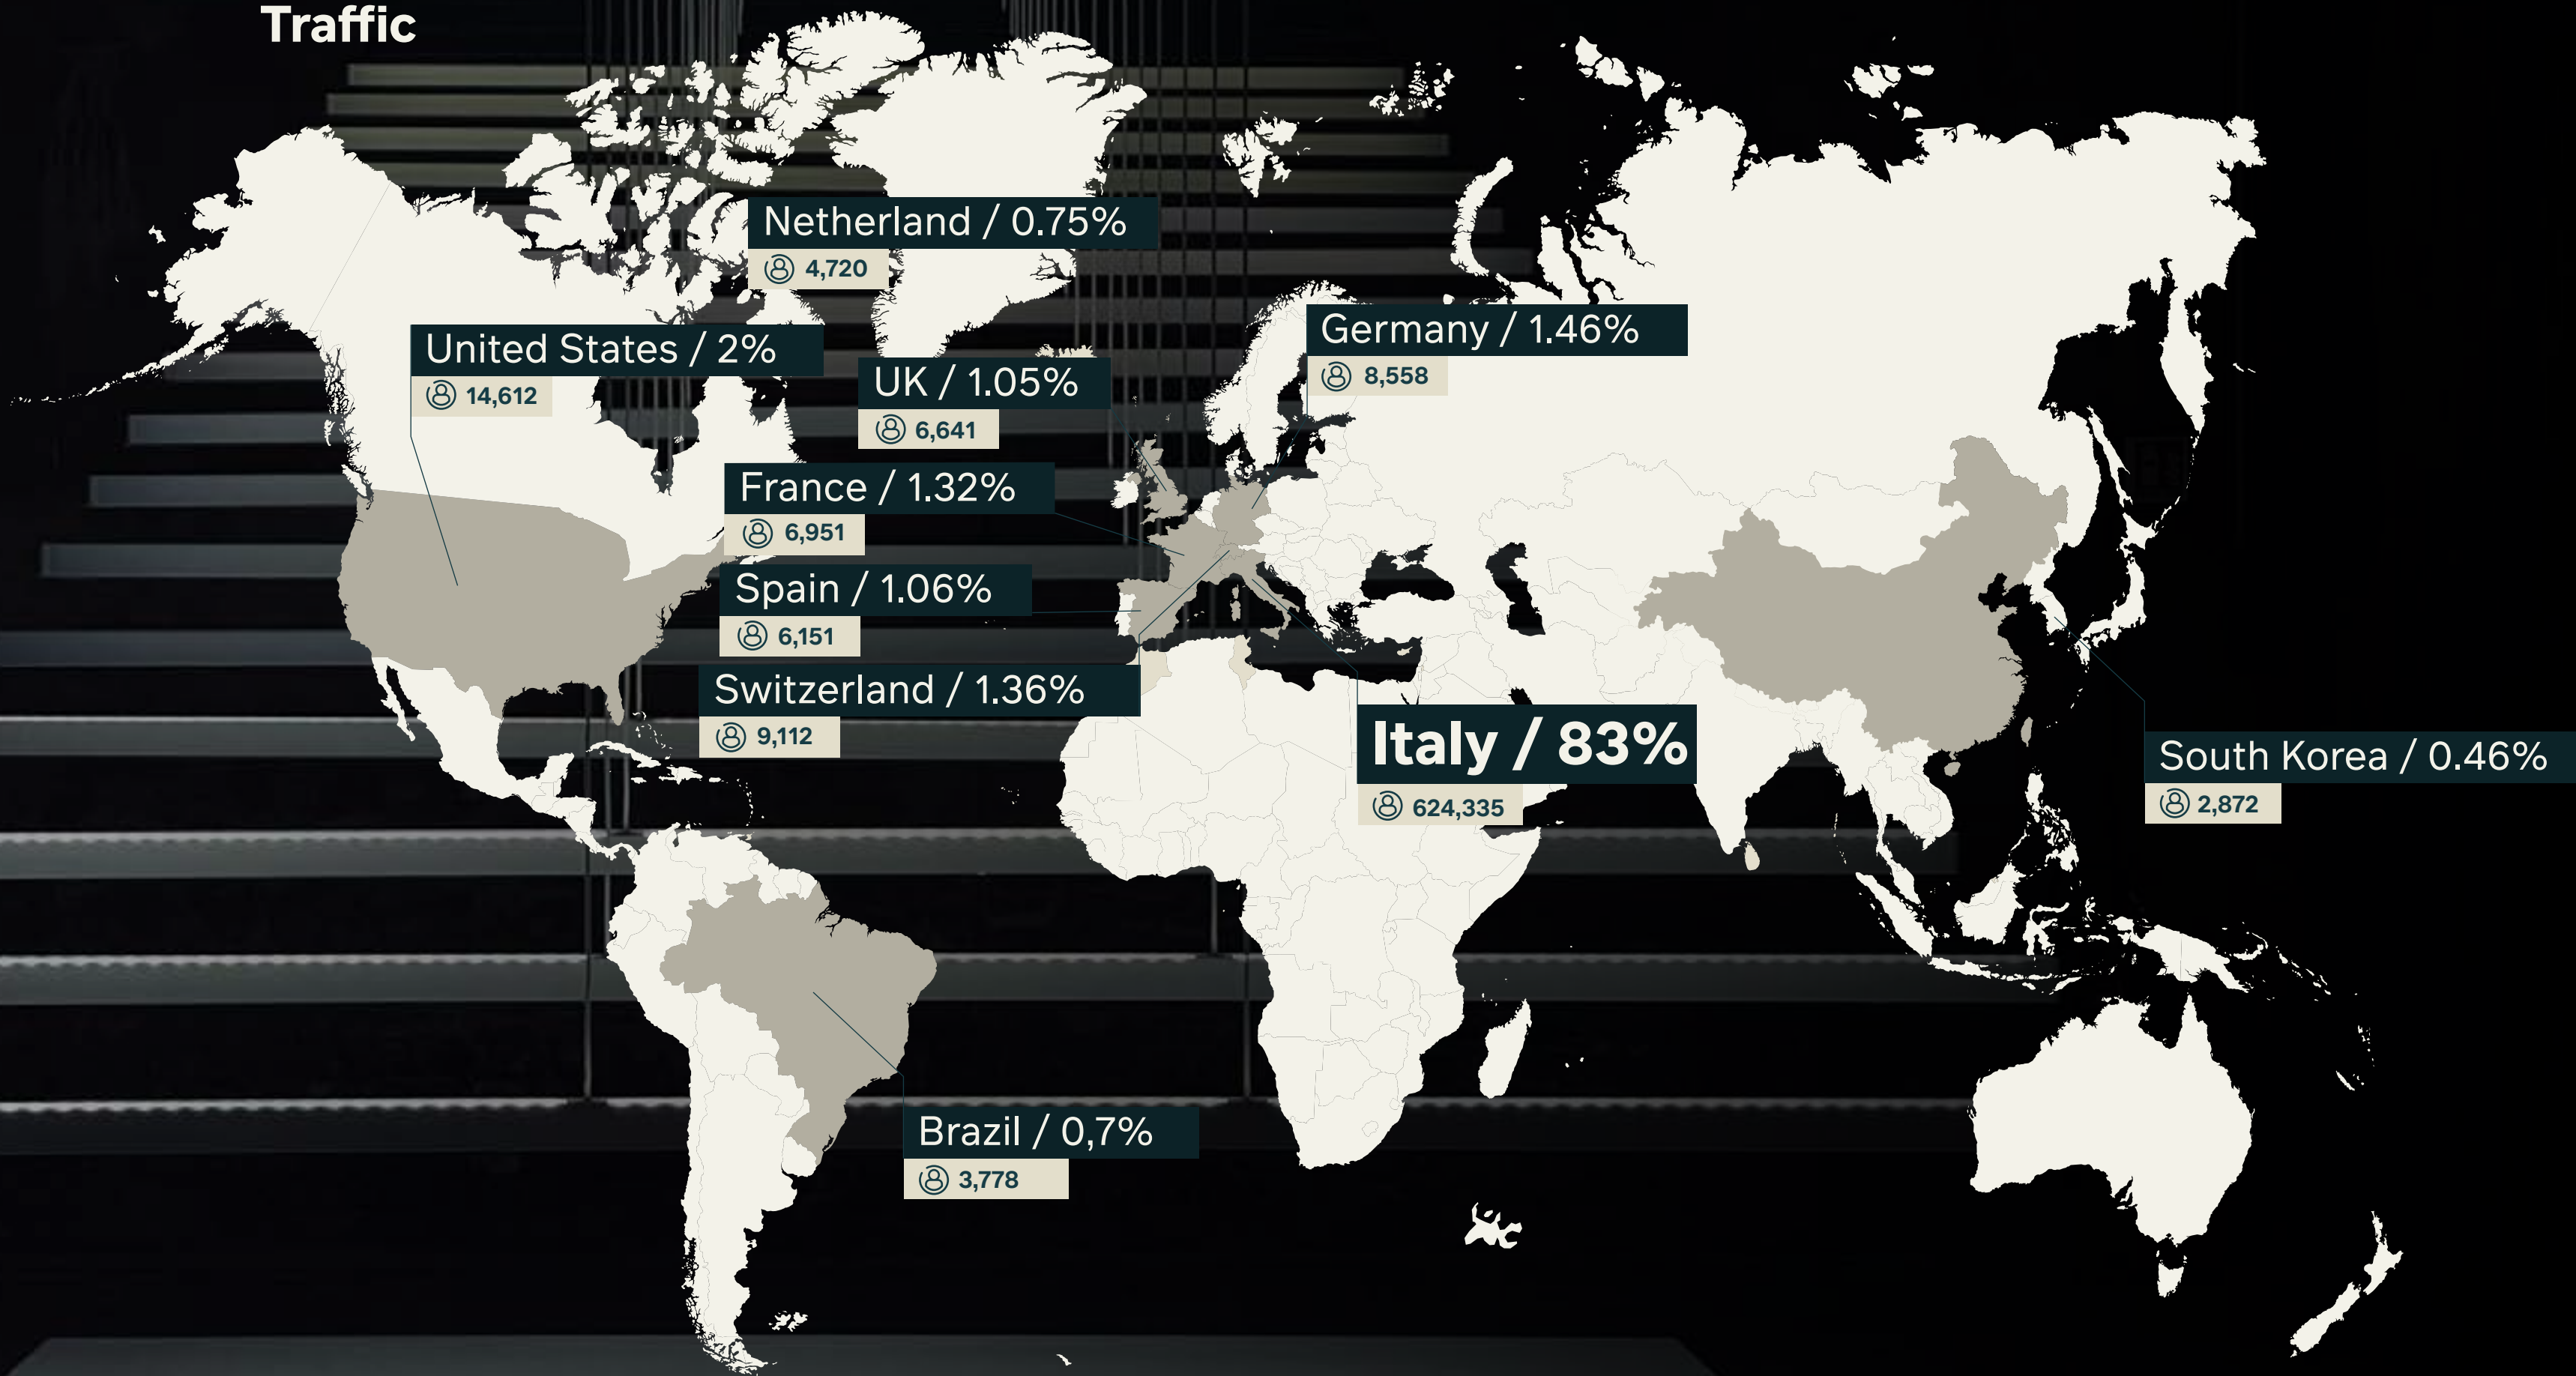 Traffic
Netherland / 0.75%
4,720
United States / 2%
14,612
Germany / 1.46%
8,558
UK / 1.05%
6,641
France / 1.32%
6,951
Spain / 1.06%
6,151
Switzerland / 1.36%
9,112
Italy / 83%
624,335
South Korea / 0.46%
2,872
Brazil / 0,7%
3,778